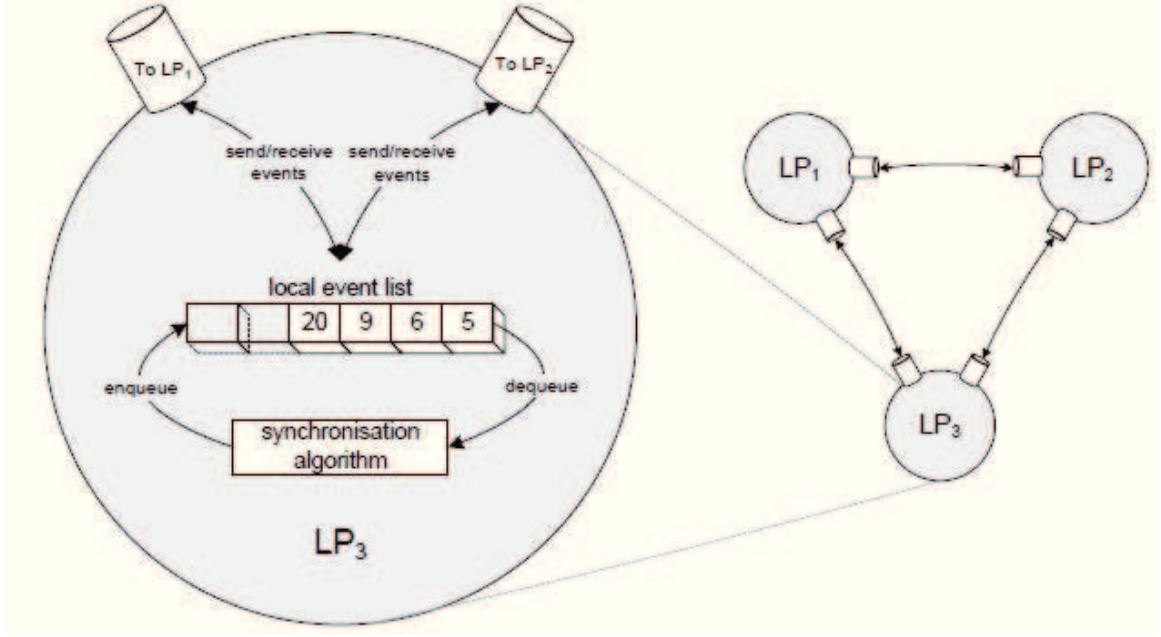 To LP₁
To LP₂
send/receive
events
send/receive
events
local event list
20 9 6 5
enqueue
dequeue
synchronisation
algorithm
LP₃
LP₁
LP₂
LP₃